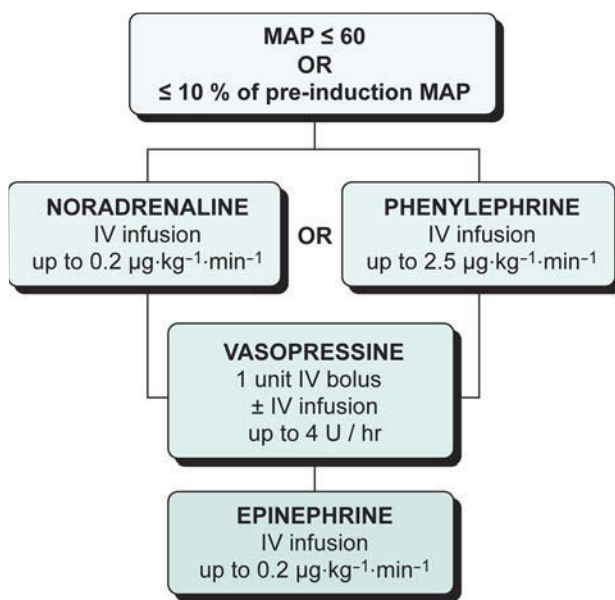 MAP ≤ 60
OR
≤ 10 % of pre-induction MAP
NORADRENALINE
IV infusion
up to 0.2 µg·kg⁻¹·min⁻¹
OR
PHENYLEPHRINE
IV infusion
up to 2.5 µg·kg⁻¹·min⁻¹
VASOPRESSINE
1 unit IV bolus
± IV infusion
up to 4 U / hr
EPINEPHRINE
IV infusion
up to 0.2 µg·kg⁻¹·min⁻¹